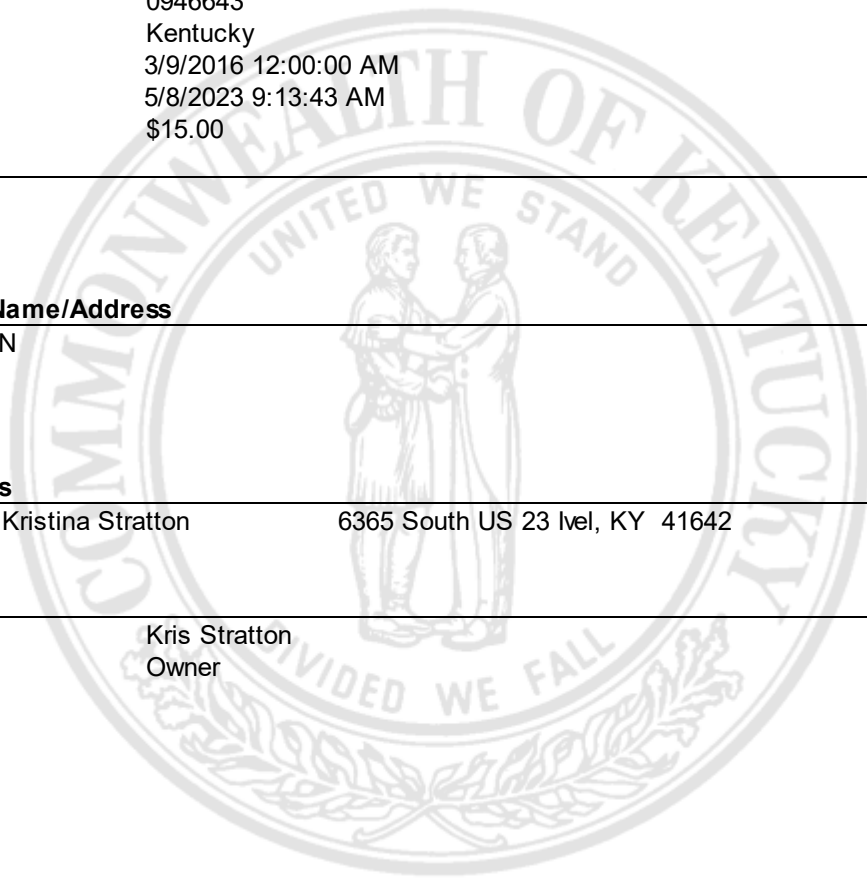 0946643
Kentucky
3/9/2016 12:00:00 AM
5/8/2023 9:13:43 AM
$15.00
COMMONWEALTH OF KENTUCKY
UNITED WE STAND
Name/Address
N
s
Kristina Stratton 6365 South US 23 Ivel, KY 41642
Kris Stratton
Owner
DIVIDED WE FALL